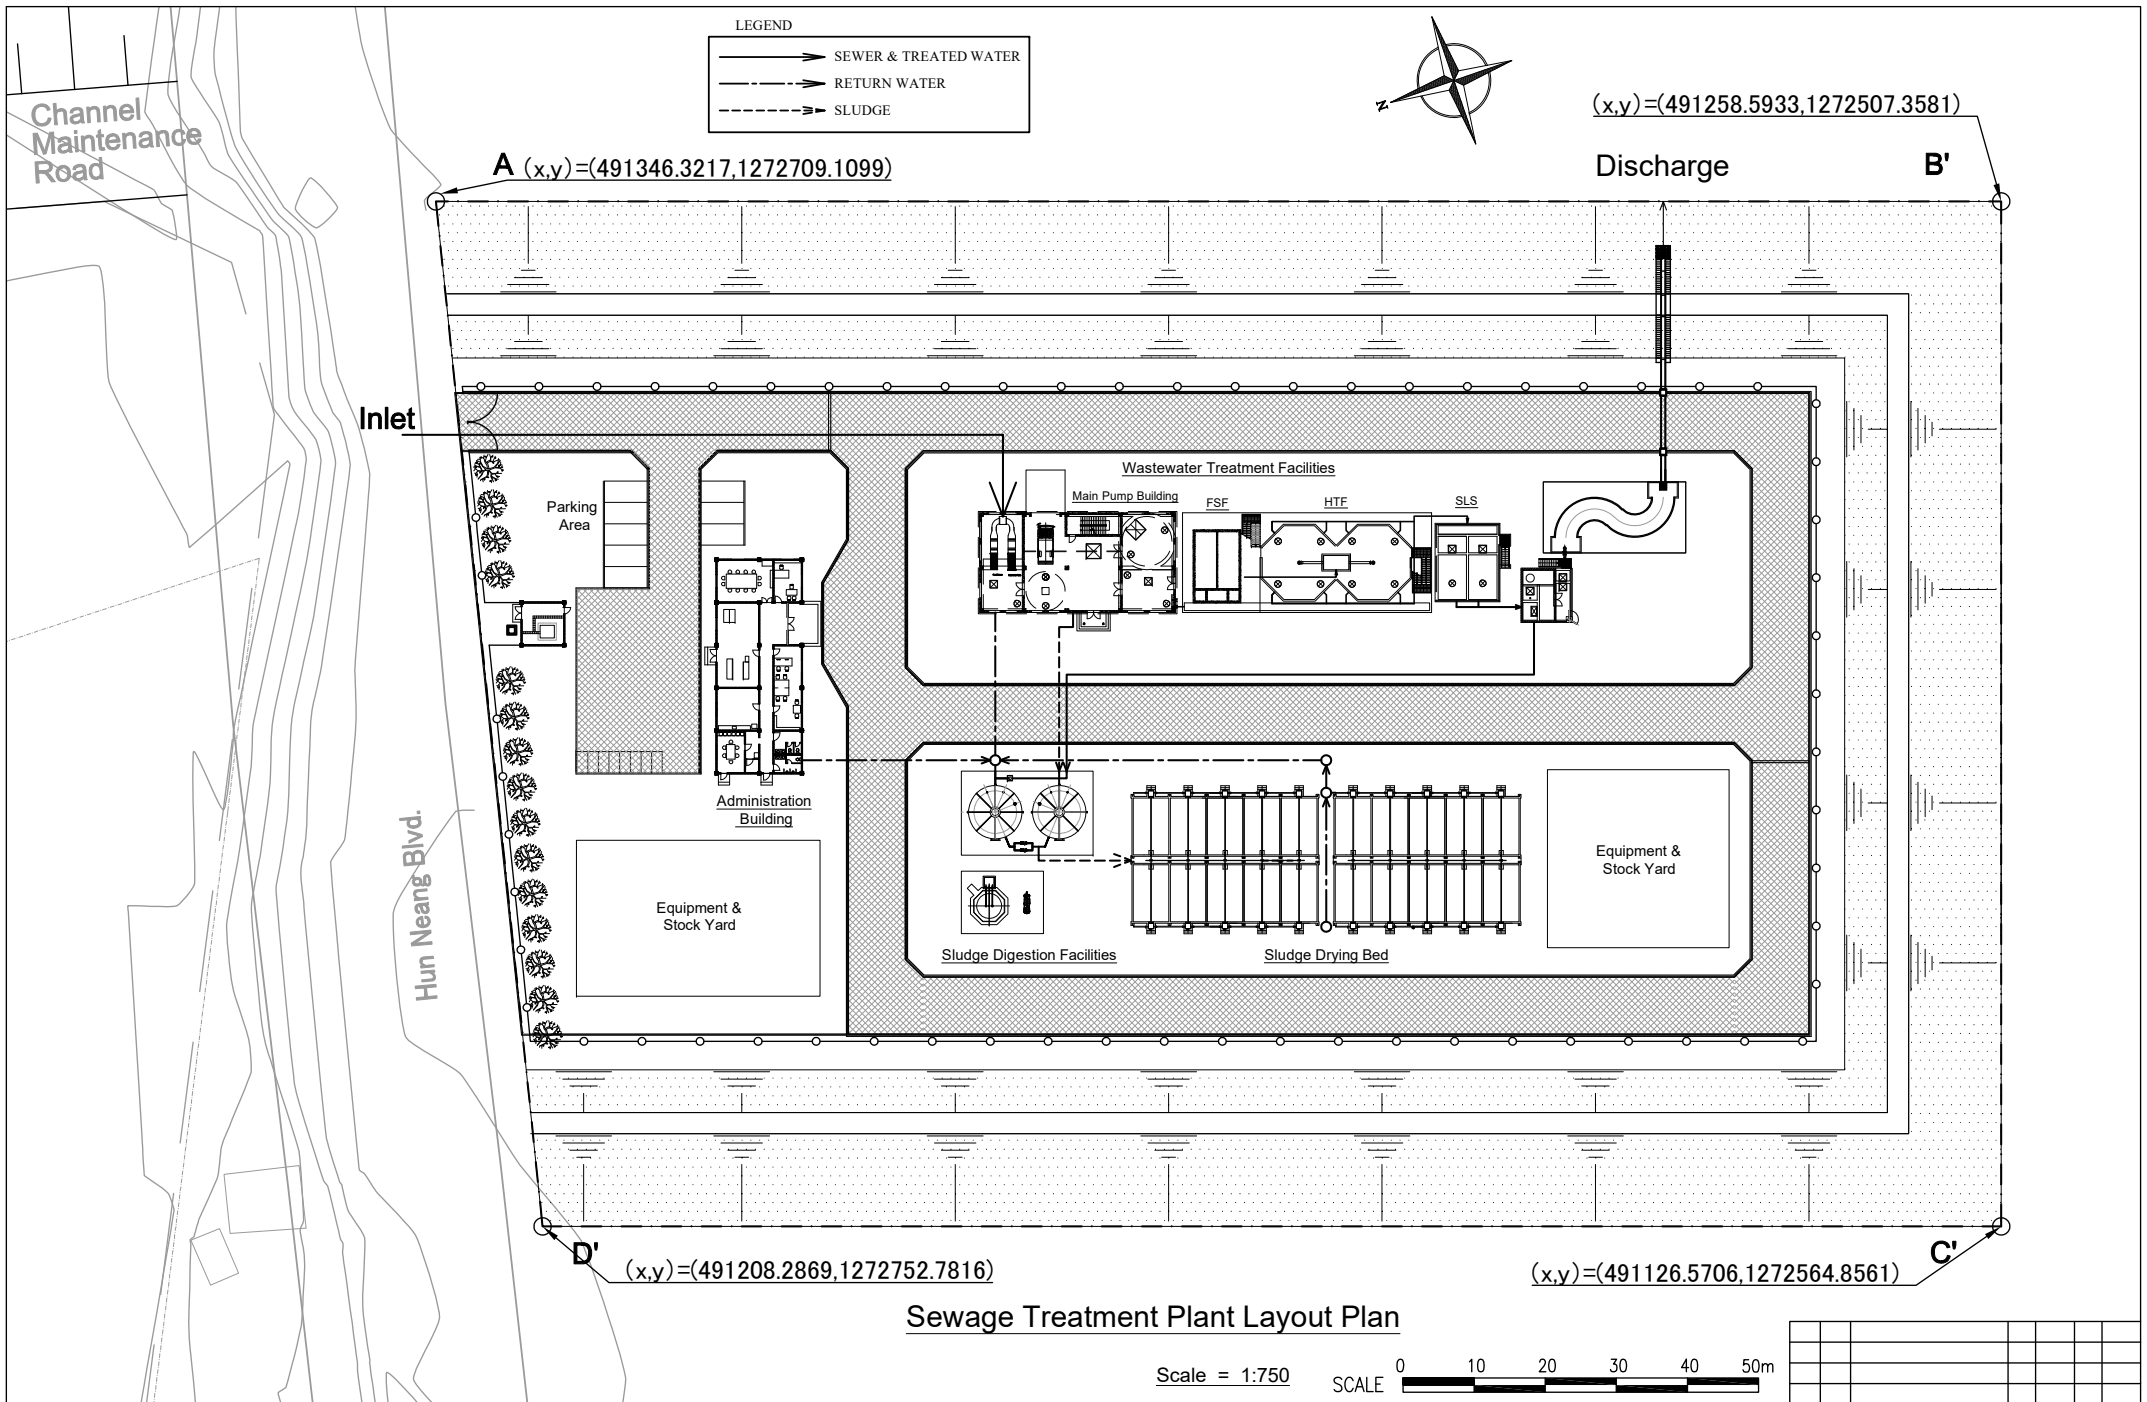 LEGEND
SEWER & TREATED WATER
RETURN WATER
SLUDGE
N
(x,y)=(491258.5933,1272507.3581)
Channel
Maintenance
Road
A (x,y)=(491346.3217,1272709.1099)
Discharge
B'
Inlet
Wastewater Treatment Facilities
Main Pump Building
FSF
HTF
SLS
Parking
Area
Administration
Building
Hun Neang Blvd.
Equipment &
Stock Yard
Equipment &
Stock Yard
Sludge Digestion Facilities
Sludge Drying Bed
D'
(x,y)=(491208.2869,1272752.7816)
C'
(x,y)=(491126.5706,1272564.8561)
Sewage Treatment Plant Layout Plan
Scale = 1:750
SCALE
0 10 20 30 40 50m